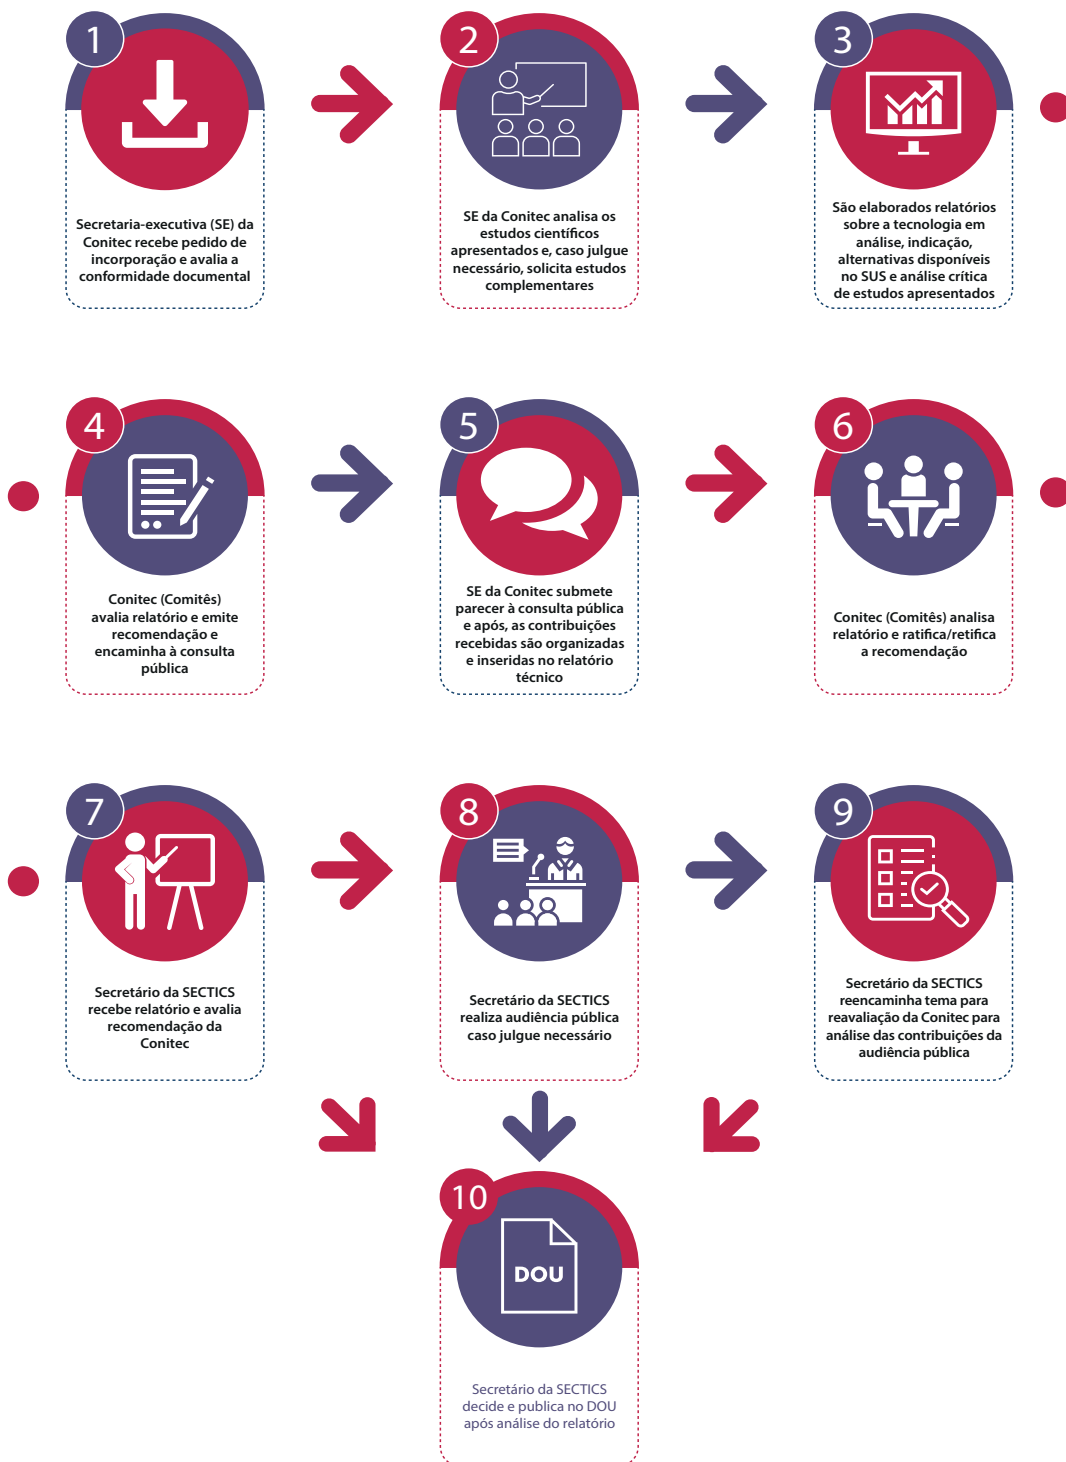 1
Secretaria-executiva (SE) da
Conitec recebe pedido de
incorporação e avalia a
conformidade documental
2
SE da Conitec analisa os
estudos científicos
apresentados e, caso julgue
necessário, solicita estudos
complementares
3
São elaborados relatórios
sobre a tecnologia em
análise, indicação,
alternativas disponíveis
no SUS e análise crítica
de estudos apresentados
4
Conitec (Comitês)
avalia relatório e emite
recomendação e
encaminha à consulta
pública
5
SE da Conitec submete
parecer à consulta pública
e após, as contribuições
recebidas são organizadas
e inseridas no relatório
técnico
6
Conitec (Comitês) analisa
relatório e ratifica/retifica
a recomendação
7
Secretário da SECTICS
recebe relatório e avalia
recomendação da
Conitec
8
Secretário da SECTICS
realiza audiência pública
caso julgue necessário
9
Secretário da SECTICS
reencaminha tema para
reavaliação da Conitec para
análise das contribuições da
audiência pública
10
DOU
Secretário da SECTICS
decide e publica no DOU
após análise do relatório